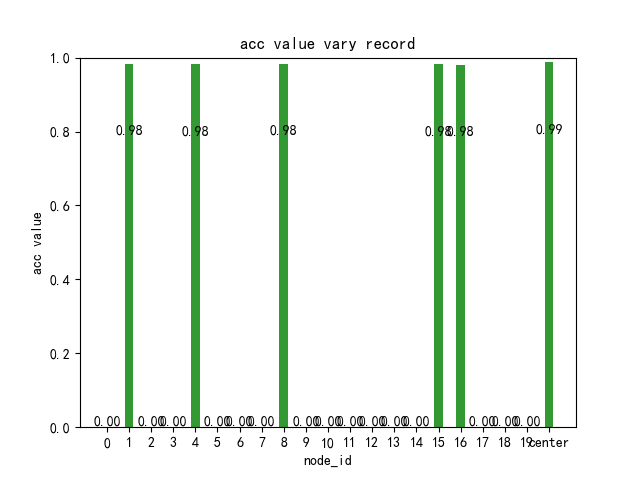 acc value vary record
acc value
1.0
0.8
0.6
0.4
0.2
0.0
0.98 0.98 0.98 0.98 0.98 0.99
0.00 0.00 0.00 0.00 0.00 0.00 0.00 0.00 0.00 0.00 0.00 0.00 0.00 0.00 0.00
0 1 2 3 4 5 6 7 8 9 10 11 12 13 14 15 16 17 18 19 center
node_id